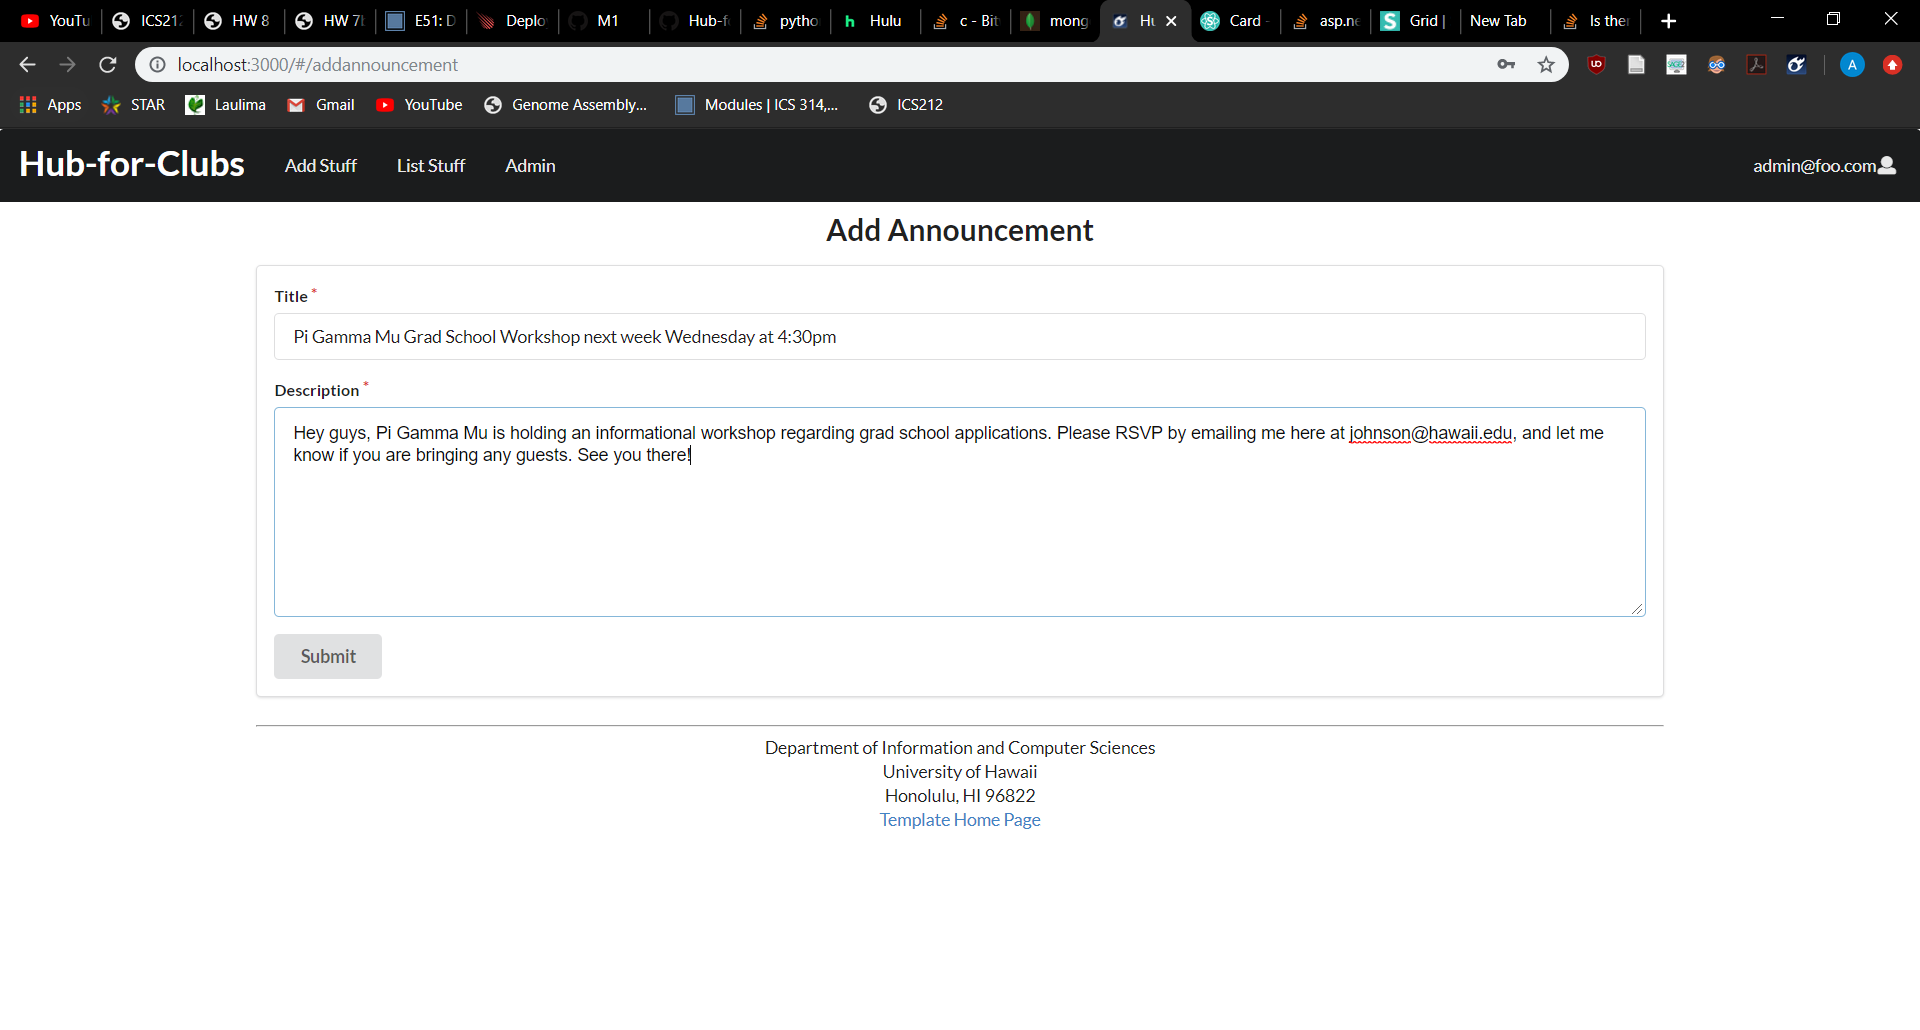 YouTu ICS212 HW 8 HW 7 E51: D Deplo M1 Hub-f pytho Hulu c - Bit mong Hu Card - asp.ne Grid | New Tab Is ther
localhost:3000/#/addannouncement
Apps STAR Laulima Gmail YouTube Genome Assembly... Modules | ICS 314,... ICS212
Hub-for-Clubs Add Stuff List Stuff Admin admin@foo.com
Add Announcement
Title *
Pi Gamma Mu Grad School Workshop next week Wednesday at 4:30pm
Description *
Hey guys, Pi Gamma Mu is holding an informational workshop regarding grad school applications. Please RSVP by emailing me here at johnson@hawaii.edu, and let me
know if you are bringing any guests. See you there!
Submit
Department of Information and Computer Sciences
University of Hawaii
Honolulu, HI 96822
Template Home Page